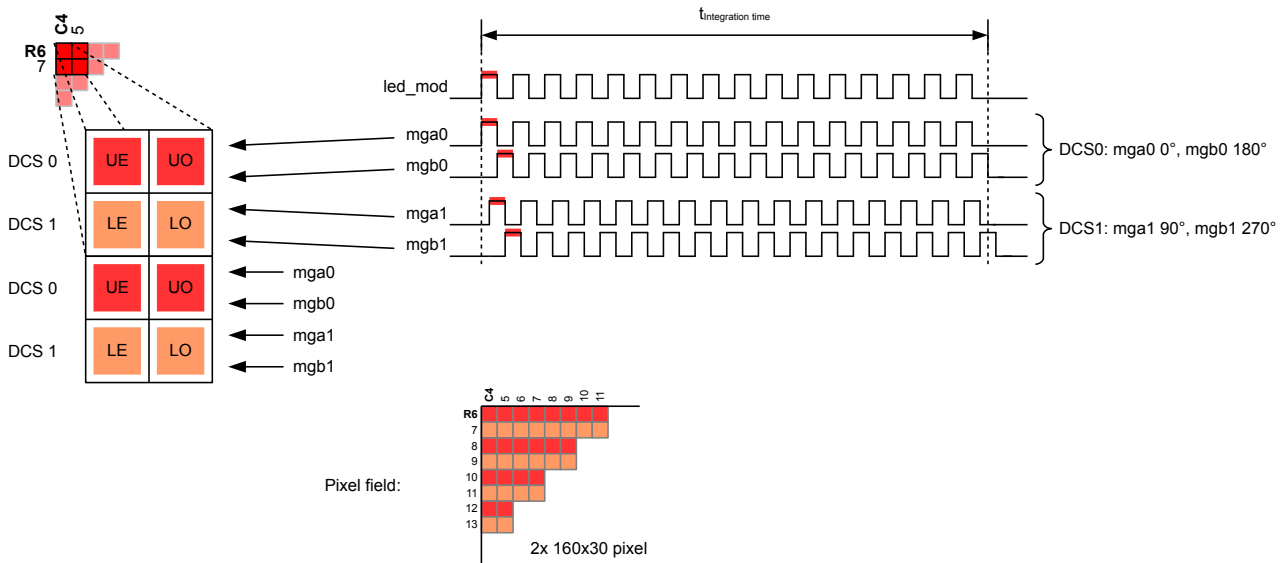 C4
5
R6
7
t Integration time
led_mod
mga0
mgb0
DCS0: mga0 0°, mgb0 180°
mga1
mgb1
DCS1: mga1 90°, mgb1 270°
DCS 0
UE UO
DCS 1
LE LO
DCS 0
UE UO
DCS 1
LE LO
mga0
mgb0
mga1
mgb1
C4 5 6 7 8 9 10 11
R6
7
8
9
10
11
12
13
Pixel field:
2x 160x30 pixel